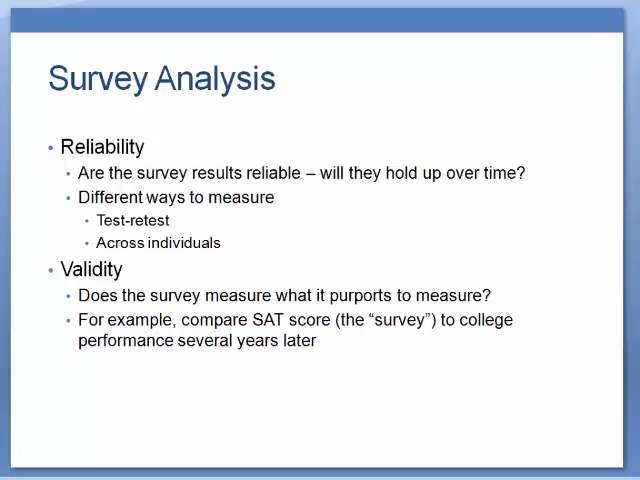 Survey Analysis
• Reliability
• Are the survey results reliable – will they hold up over time?
• Different ways to measure
• Test-retest
• Across individuals
• Validity
• Does the survey measure what it purports to measure?
• For example, compare SAT score (the “survey”) to college
performance several years later